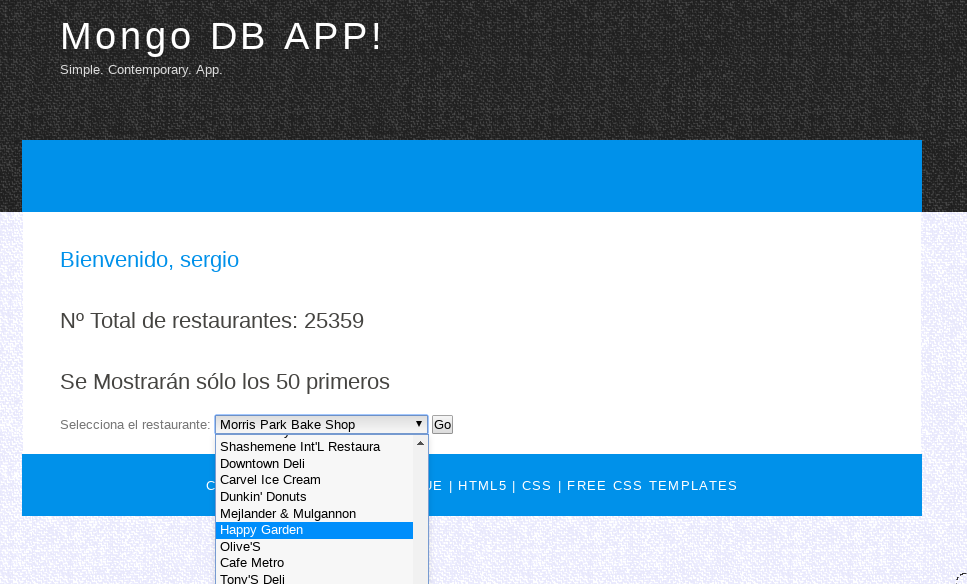 Mongo DB APP!
Simple. Contemporary. App.
Bienvenido, sergio
Nº Total de restaurantes: 25359
Se Mostrarán sólo los 50 primeros
Selecciona el restaurante: Morris Park Bake Shop Go
Shashemene Int'L Restaura
Downtown Deli
Carvel Ice Cream
Dunkin' Donuts
Mejlander & Mulgannon
Happy Garden
Olive'S
Cafe Metro
Tony'S Deli
| HTML5 | CSS | FREE CSS TEMPLATES